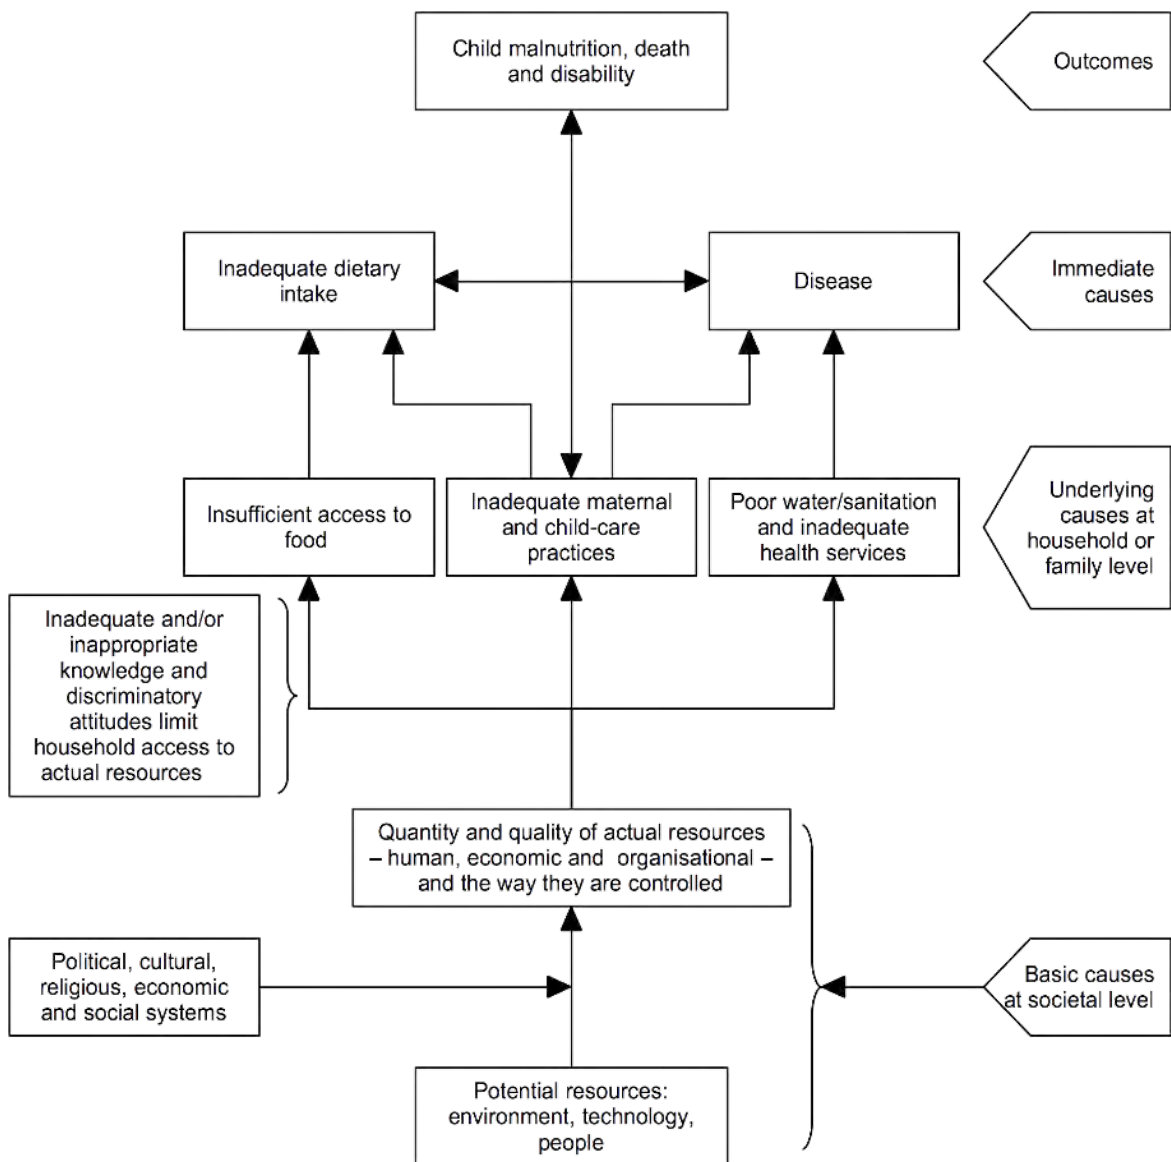 Child malnutrition, death
and disability
Outcomes
Inadequate dietary
intake
Disease
Immediate
causes
Insufficient access to
food
Inadequate maternal
and child-care
practices
Poor water/sanitation
and inadequate
health services
Underlying
causes at
household or
family level
Inadequate and/or
inappropriate
knowledge and
discriminatory
attitudes limit
household access to
actual resources
Quantity and quality of actual resources
– human, economic and organisational –
and the way they are controlled
Political, cultural,
religious, economic
and social systems
Basic causes
at societal level
Potential resources:
environment, technology,
people